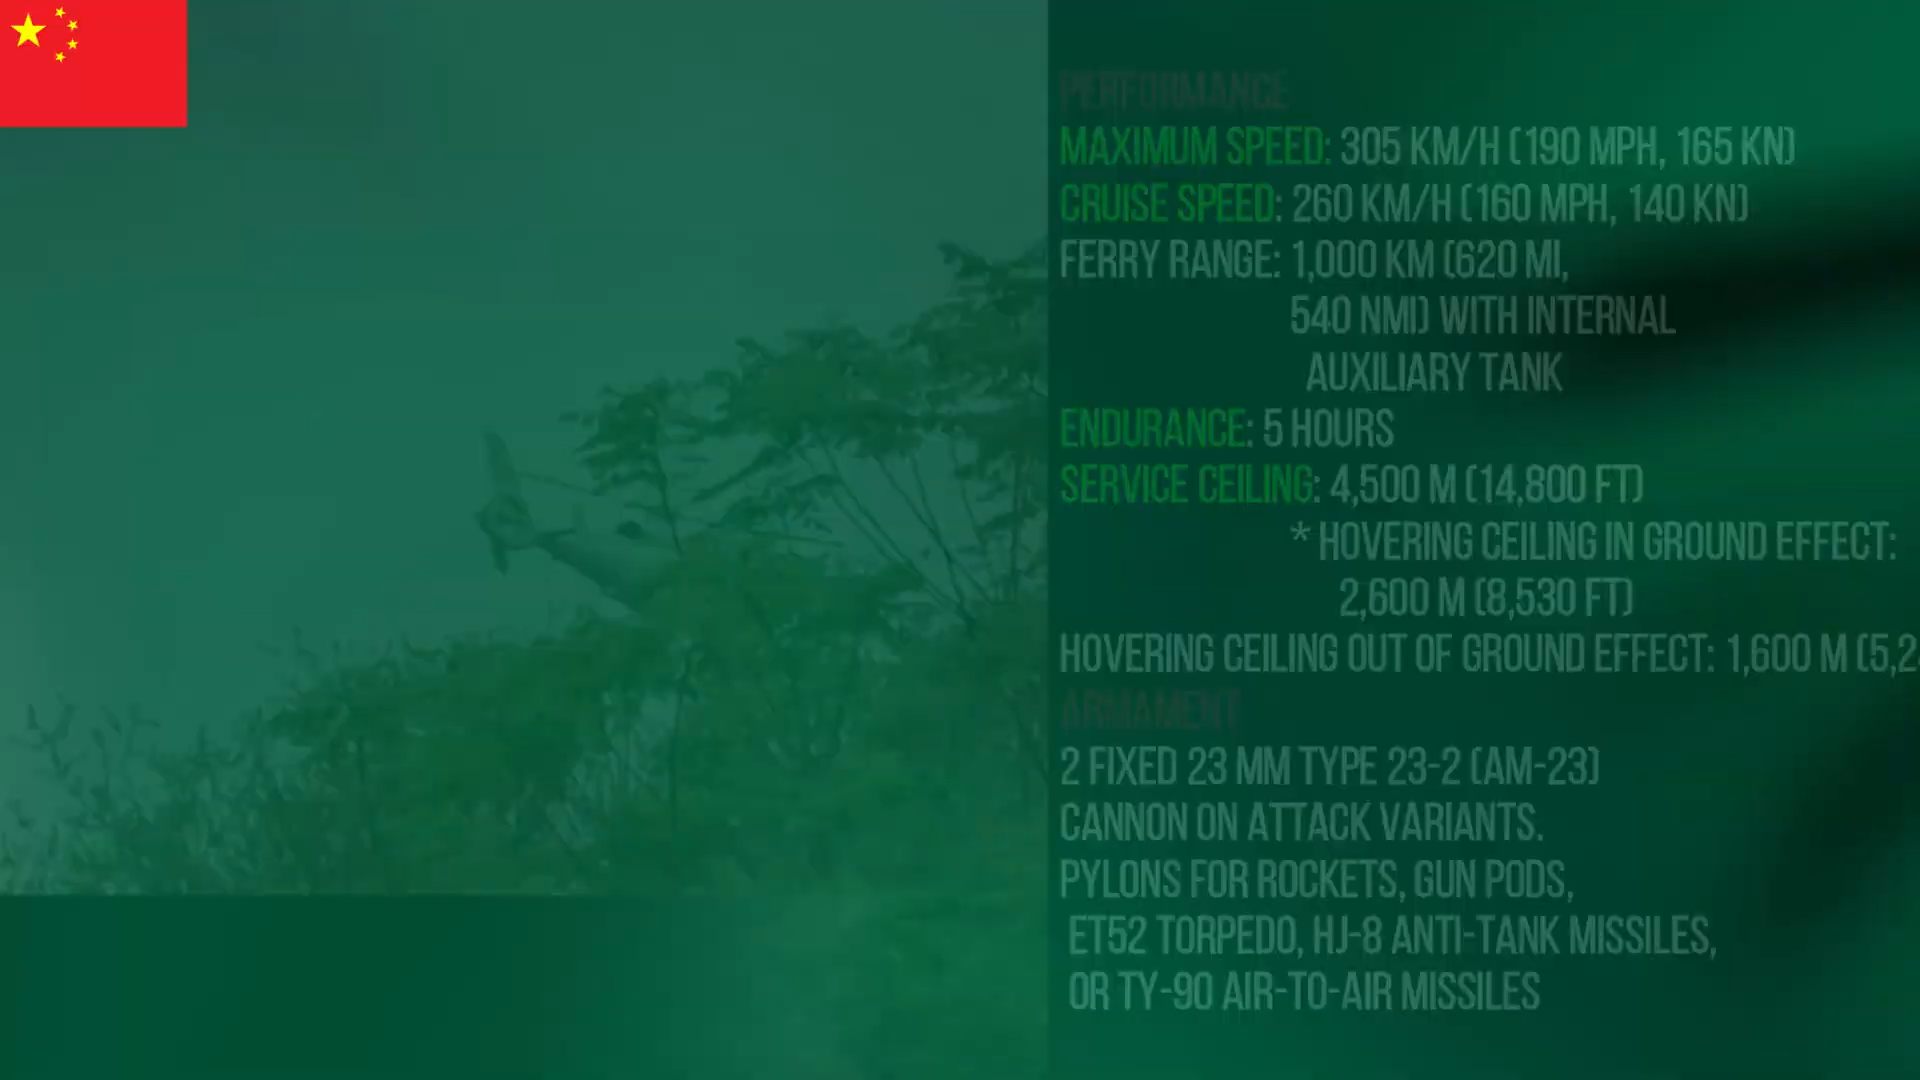 PERFORMANCE
MAXIMUM SPEED: 305 KM/H (190 MPH, 165 KN)
CRUISE SPEED: 260 KM/H (160 MPH, 140 KN)
FERRY RANGE: 1,000 KM (620 MI,
540 NMI) WITH INTERNAL
AUXILIARY TANK
ENDURANCE: 5 HOURS
SERVICE CEILING: 4,500 M (14,800 FT)
* HOVERING CEILING IN GROUND EFFECT:
2,600 M (8,530 FT)
HOVERING CEILING OUT OF GROUND EFFECT: 1,600 M (5,2
ARMAMENT
2 FIXED 23 MM TYPE 23-2 (AM-23)
CANNON ON ATTACK VARIANTS.
PYLONS FOR ROCKETS, GUN PODS,
ET52 TORPEDO, HJ-8 ANTI-TANK MISSILES,
OR TY-90 AIR-TO-AIR MISSILES